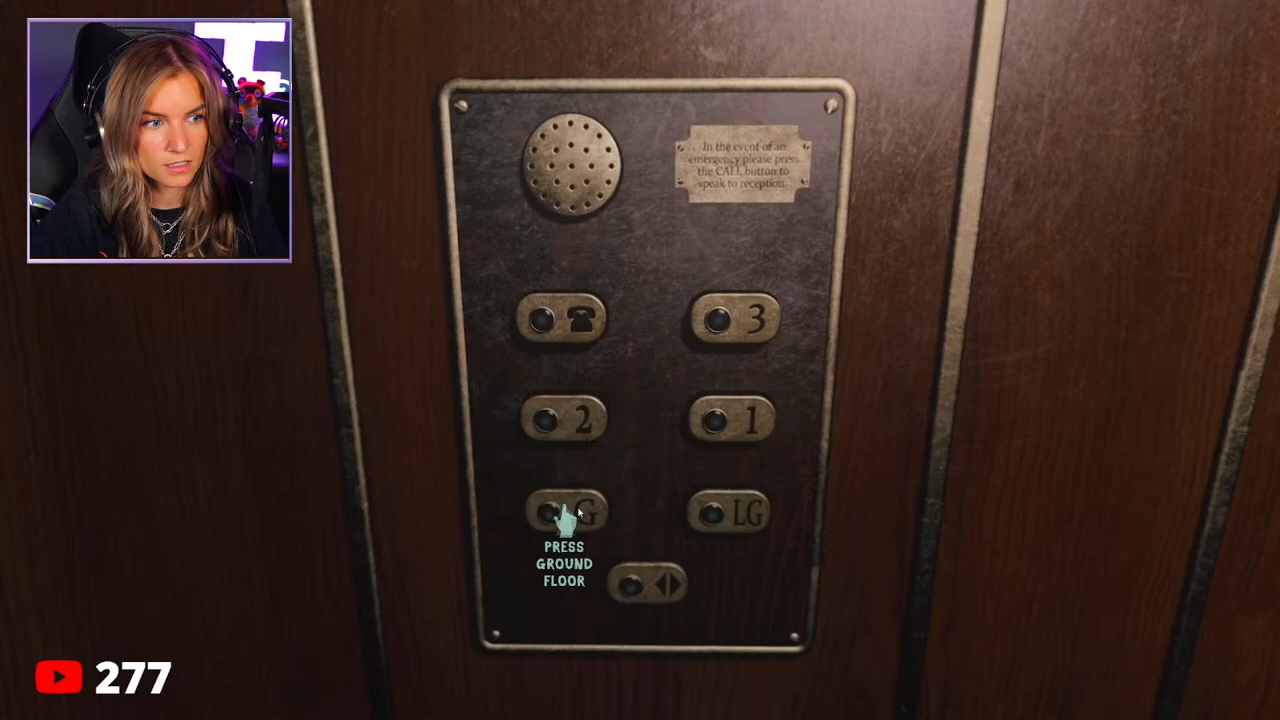 In the event of an
emergency please press
the CALL button to
speak to reception.
3
2
1
G
LG
PRESS
GROUND
FLOOR
277